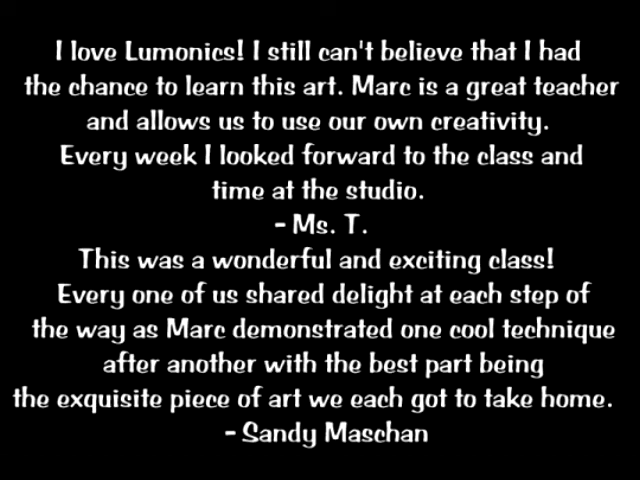 I love Lumonics! I still can't believe that I had
the chance to learn this art. Marc is a great teacher
and allows us to use our own creativity.
Every week I looked forward to the class and
time at the studio.
- Ms. T.
This was a wonderful and exciting class!
Every one of us shared delight at each step of
the way as Marc demonstrated one cool technique
after another with the best part being
the exquisite piece of art we each got to take home.
- Sandy Maschan